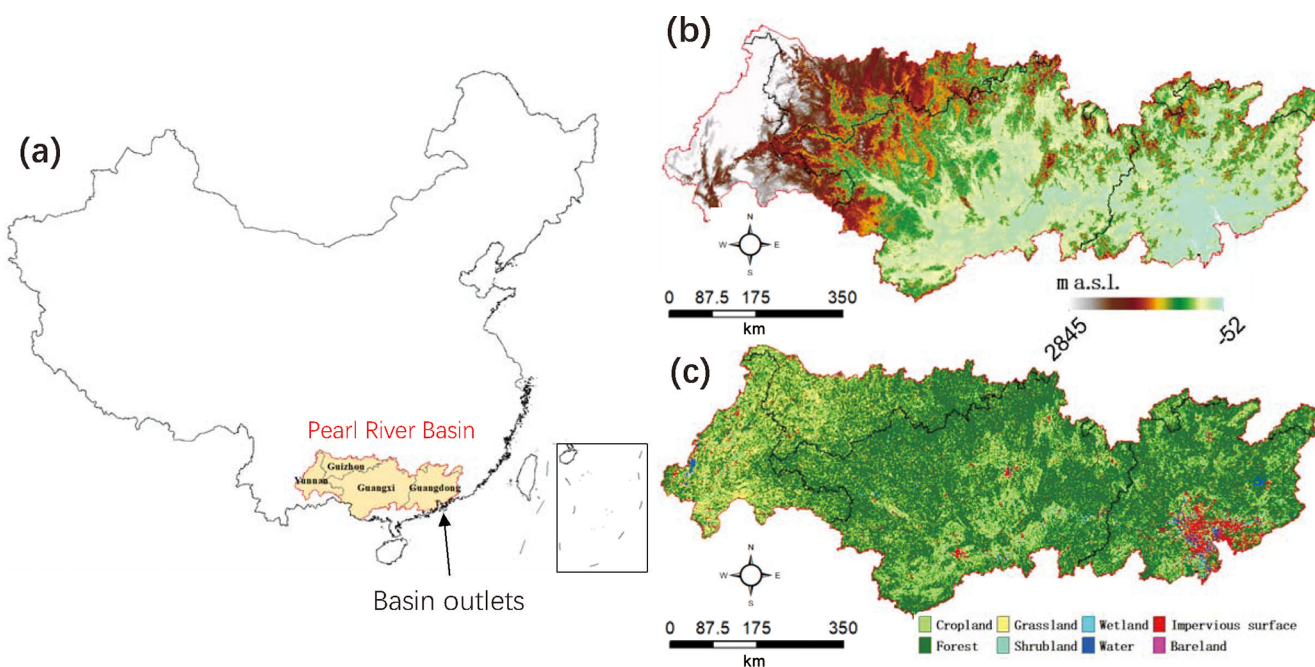 (a)
Pearl River Basin
Guizhou
Yunnan
Guangxi
Guangdong
Basin outlets
(b)
N
W E
S
0 87.5 175 350
km
m a.s.l.
2845 -52
(c)
N
W E
S
0 87.5 175 350
km
Cropland Grassland Wetland Impervious surface
Forest Shrubland Water Bareland